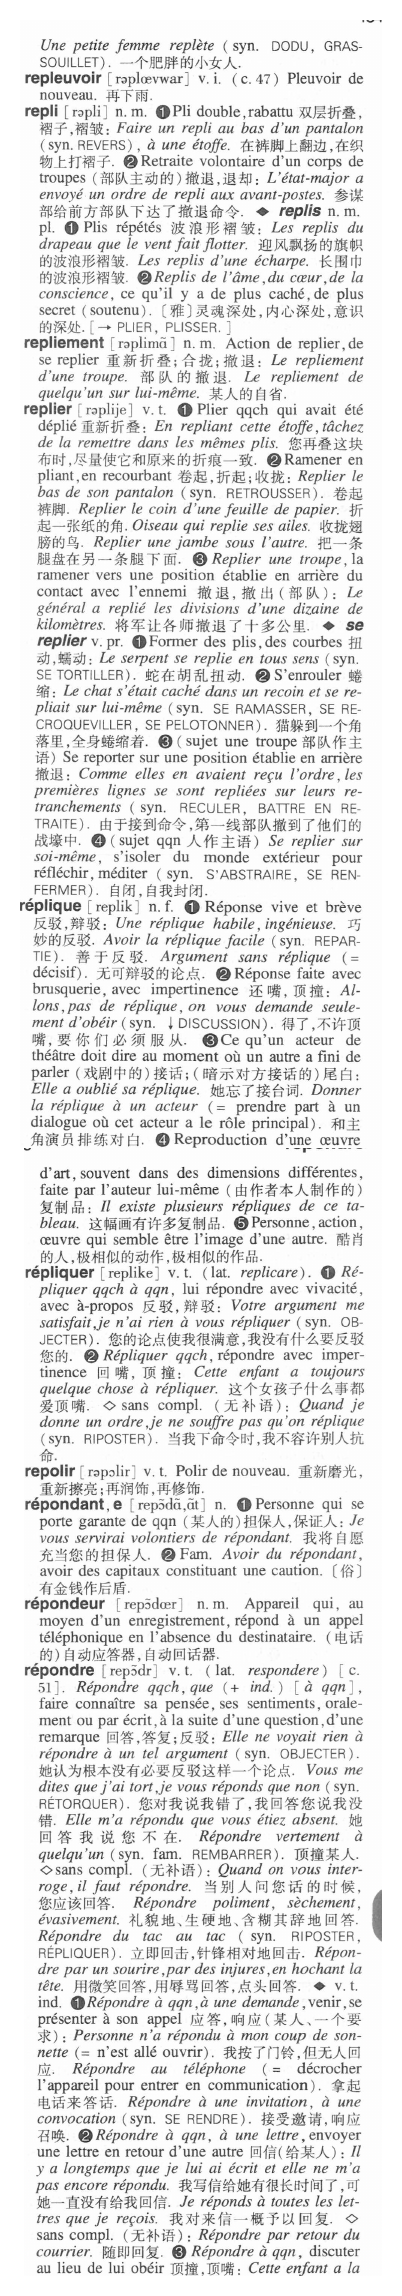 Une petite femme replète (syn. DODU, GRAS-
SOUILLET). 一个肥胖的小女人.
repleuvoir [rəplœvwar] v. i. (c. 47) Pleuvoir de
nouveau. 再下雨.
repli [rəpli] n. m. ❶Pli double,rabattu 双层折叠,
褶子,褶皱: Faire un repli au bas d'un pantalon
(syn. REVERS), à une étoffe. 在裤脚上翻边,在织
物上打褶子. ❷Retraite volontaire d'un corps de
troupes (部队主动的)撤退,退却: L'état-major a
envoyé un ordre de repli aux avant-postes. 参谋
部给前方部队下达了撤退命令. ◆ replis n. m.
pl. ❶ Plis répétés 波浪形褶皱: Les replis du
drapeau que le vent fait flotter. 迎风飘扬的旗帜
的波浪形褶皱. Les replis d'une écharpe. 长围巾
的波浪形褶皱. ❷Replis de l'âme,du cœur,de la
conscience, ce qu'il y a de plus caché,de plus
secret (soutenu). 〔雅〕灵魂深处,内心深处,意识
的深处. [→ PLIER, PLISSER. ]
repliement [rəplimɑ̃] n. m. Action de replier,de
se replier 重新折叠;合拢;撤退: Le repliement
d'une troupe. 部队的撤退. Le repliement de
quelqu'un sur lui-même. 某人的自省.
replier [rəplije] v. t. ❶ Plier qqch qui avait été
déplié 重新折叠: En repliant cette étoffe,tâchez
de la remettre dans les mêmes plis. 您再叠这块
布时,尽量使它和原来的折痕一致. ❷Ramener en
pliant,en recourbant 卷起,折起;收拢: Replier le
bas de son pantalon (syn. RETROUSSER). 卷起
裤脚. Replier le coin d'une feuille de papier. 折
起一张纸的角. Oiseau qui replie ses ailes. 收拢翅
膀的鸟. Replier une jambe sous l'autre. 把一条
腿盘在另一条腿下面. ❸Replier une troupe,la
ramener vers une position établie en arrière du
contact avec l'ennemi 撤退,撤出(部队): Le
général a replié les divisions d'une dizaine de
kilomètres. 将军让各师撤退了十多公里. ◆ se
replier v. pr. ❶Former des plis,des courbes 扭
动,蠕动: Le serpent se replie en tous sens (syn.
SE TORTILLER). 蛇在胡乱扭动. ❷ S'enrouler 蜷
缩: Le chat s'était caché dans un recoin et se re-
pliait sur lui-même (syn. SE RAMASSER, SE RE-
CROQUEVILLER, SE PELOTONNER). 猫躲到一个角
落里,全身蜷缩着. ❸(sujet une troupe 部队作主
语) Se reporter sur une position établie en arrière
撤退: Comme elles en avaient reçu l'ordre,les
premières lignes se sont repliées sur leurs re-
tranchements (syn. RECULER, BATTRE EN RE-
TRAITE). 由于接到命令,第一线部队撤到了他们的
战壕中. ❹(sujet qqn 人作主语) Se replier sur
soi-même, s'isoler du monde extérieur pour
réfléchir,méditer (syn. S'ABSTRAIRE, SE REN-
FERMER). 自闭,自我封闭.
réplique [replik] n. f. ❶ Réponse vive et brève
反驳,辩驳: Une réplique habile,ingénieuse. 巧
妙的反驳. Avoir la réplique facile (syn. REPAR-
TIE). 善于反驳. Argument sans réplique (=
décisif). 无可辩驳的论点. ❷Réponse faite avec
brusquerie, avec impertinence 还嘴,顶撞: Al-
lons,pas de réplique,on vous demande seule-
ment d'obéir (syn. ↓DISCUSSION). 得了,不许顶
嘴,要你们必须服从. ❸Ce qu'un acteur de
théâtre doit dire au moment où un autre a fini de
parler (戏剧中的)接话;(暗示对方接话的)尾白:
Elle a oublié sa réplique. 她忘了接台词. Donner
la réplique à un acteur (= prendre part à un
dialogue où cet acteur a le rôle principal). 和主
角演员排练对白. ❹Reproduction d'une œuvre
d'art, souvent dans des dimensions différentes,
faite par l'auteur lui-même (由作者本人制作的)
复制品: Il existe plusieurs répliques de ce ta-
bleau. 这幅画有许多复制品. ❺Personne,action,
œuvre qui semble être l'image d'une autre. 酷肖
的人,极相似的动作,极相似的作品.
répliquer [replike] v. t. (lat. replicare). ❶ Ré-
pliquer qqch à qqn, lui répondre avec vivacité,
avec à-propos 反驳,辩驳: Votre argument me
satisfait,je n'ai rien à vous répliquer (syn. OB-
JECTER). 您的论点使我很满意,我没有什么要反驳
您的. ❷ Répliquer qqch,répondre avec imper-
tinence 回嘴,顶撞: Cette enfant a toujours
quelque chose à répliquer. 这个女孩子什么事都
爱顶嘴. ◇ sans compl. (无补语): Quand je
donne un ordre,je ne souffre pas qu'on réplique
(syn. RIPOSTER). 当我下命令时,我不容许别人抗
命.
repolir [rəpɔlir] v. t. Polir de nouveau. 重新磨光,
重新擦亮;再润饰,再修饰.
répondant,e [repɔ̃dɑ̃,ɑ̃t] n. ❶ Personne qui se
porte garante de qqn (某人的)担保人,保证人: Je
vous servirai volontiers de répondant. 我将自愿
充当您的担保人. ❷ Fam. Avoir du répondant,
avoir des capitaux constituant une caution. 〔俗〕
有金钱作后盾.
répondeur [repɔ̃dœr] n. m. Appareil qui, au
moyen d'un enregistrement,répond à un appel
téléphonique en l'absence du destinataire. (电话
的)自动应答器,自动回话器.
répondre [repɔ̃dr] v. t. (lat. respondere) [c.
51]. Répondre qqch,que (+ ind.) [à qqn],
faire connaître sa pensée,ses sentiments, orale-
ment ou par écrit,à la suite d'une question,d'une
remarque 回答,答复;反驳: Elle ne voyait rien à
répondre à un tel argument (syn. OBJECTER).
她认为根本没有必要反驳这样一个论点. Vous me
dites que j'ai tort,je vous réponds que non (syn.
RÉTORQUER). 您对我说我错了,我回答您说我没
错. Elle m'a répondu que vous étiez absent. 她
回答我说您不在. Répondre vertement à
quelqu'un (syn. fam. REMBARRER). 顶撞某人.
◇sans compl. (无补语): Quand on vous inter-
roge,il faut répondre. 当别人问您话的时候,
您应该回答. Répondre poliment, sèchement,
évasivement. 礼貌地、生硬地、含糊其辞地回答.
Répondre du tac au tac (syn. RIPOSTER,
RÉPLIQUER). 立即回击,针锋相对地回击. Répon-
dre par un sourire,par des injures,en hochant la
tête. 用微笑回答,用辱骂回答,点头回答. ◆ v. t.
ind. ❶Répondre à qqn,à une demande,venir,se
présenter à son appel 应答,响应(某人、一个要
求): Personne n'a répondu à mon coup de son-
nette (= n'est allé ouvrir). 我按了门铃,但无人回
应. Répondre au téléphone (= décrocher
l'appareil pour entrer en communication). 拿起
电话来答话. Répondre à une invitation, à une
convocation (syn. SE RENDRE). 接受邀请,响应
召唤. ❷Répondre à qqn, à une lettre,envoyer
une lettre en retour d'une autre 回信(给某人): Il
y a longtemps que je lui ai écrit et elle ne m'a
pas encore répondu. 我写信给她有很长时间了,可
她一直没有给我回信. Je réponds à toutes les let-
tres que je reçois. 我对来信一概予以回复. ◇
sans compl. (无补语): Répondre par retour du
courrier. 随即回复. ❸ Répondre à qqn, discuter
au lieu de lui obéir 顶撞,顶嘴: Cette enfant a la